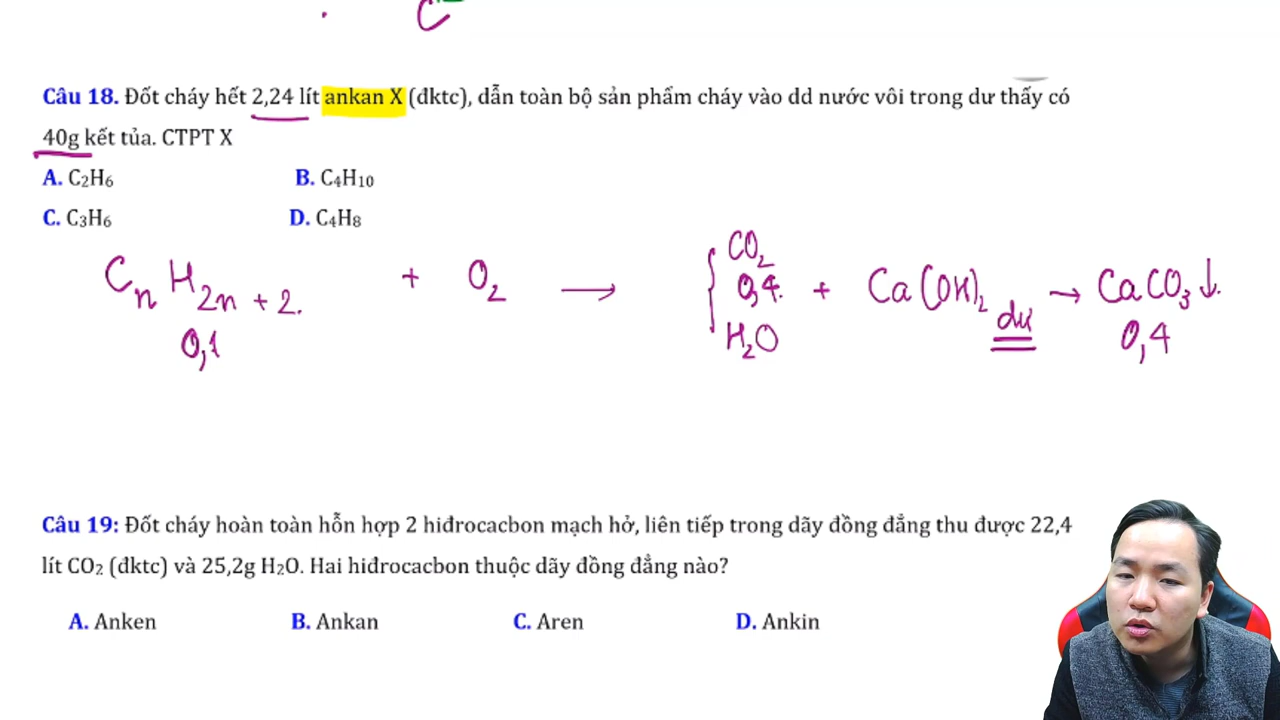 Câu 18. Đốt cháy hết 2,24 lít ankan X (đktc), dẫn toàn bộ sản phẩm cháy vào dd nước vôi trong dư thấy có
40g kết tủa. CTPT X
A. C₂H₆ B. C₄H₁₀
C. C₃H₆ D. C₄H₈
CₙH₂ₙ₊₂ + O₂ → { CO₂ 0,4 H₂O + Ca(OH)₂ dư → CaCO₃↓
0,1 0,4
Câu 19: Đốt cháy hoàn toàn hỗn hợp 2 hiđrocacbon mạch hở, liên tiếp trong dãy đồng đẳng thu được 22,4
lít CO₂ (đktc) và 25,2g H₂O. Hai hiđrocacbon thuộc dãy đồng đẳng nào?
A. Anken B. Ankan C. Aren D. Ankin